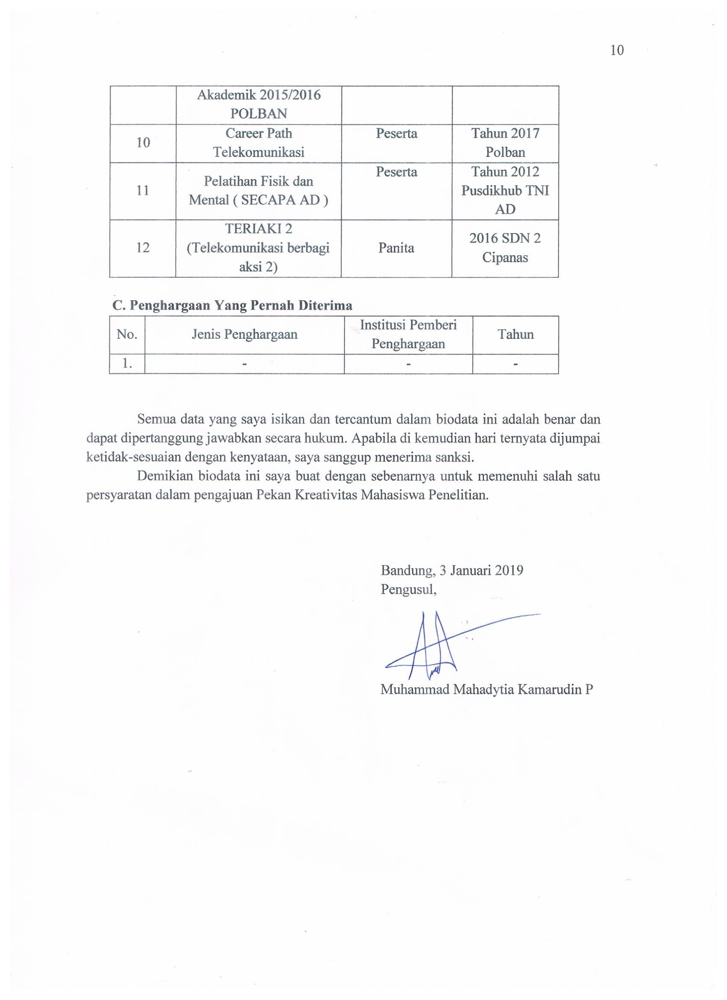 10
Akademik 2015/2016
POLBAN
10
Career Path
Telekomunikasi
Peserta
Tahun 2017
Polban
11
Pelatihan Fisik dan
Mental ( SECAPA AD )
Peserta
Tahun 2012
Pusdikhub TNI
AD
12
TERIAKI 2
(Telekomunikasi berbagi
aksi 2)
Panita
2016 SDN 2
Cipanas
C. Penghargaan Yang Pernah Diterima
No.
Jenis Penghargaan
Institusi Pemberi
Penghargaan
Tahun
1.
-
-
-
Semua data yang saya isikan dan tercantum dalam biodata ini adalah benar dan
dapat dipertanggung jawabkan secara hukum. Apabila di kemudian hari ternyata dijumpai
ketidak-sesuaian dengan kenyataan, saya sanggup menerima sanksi.
Demikian biodata ini saya buat dengan sebenarnya untuk memenuhi salah satu
persyaratan dalam pengajuan Pekan Kreativitas Mahasiswa Penelitian.
Bandung, 3 Januari 2019
Pengusul,
Muhammad Mahadytia Kamarudin P